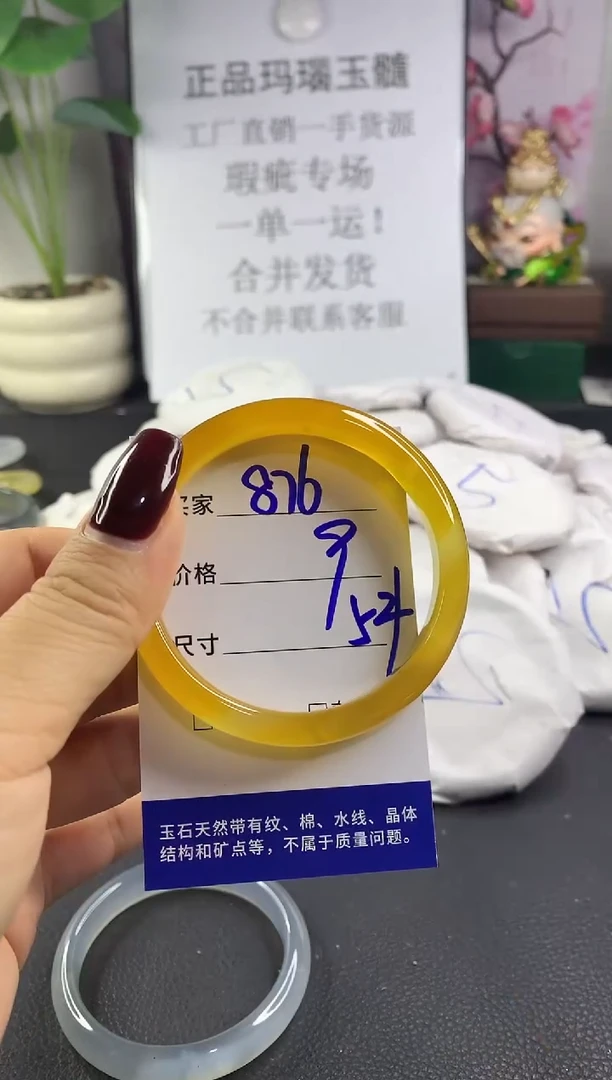 正品玛瑙玉髓
工厂直销一手货源
瑕疵专场
一单一运！
合并发货
不合并联系客服
买家 876
价格 9
尺寸 54
玉石天然带有纹、棉、水线、晶体
结构和矿点等，不属于质量问题。
5